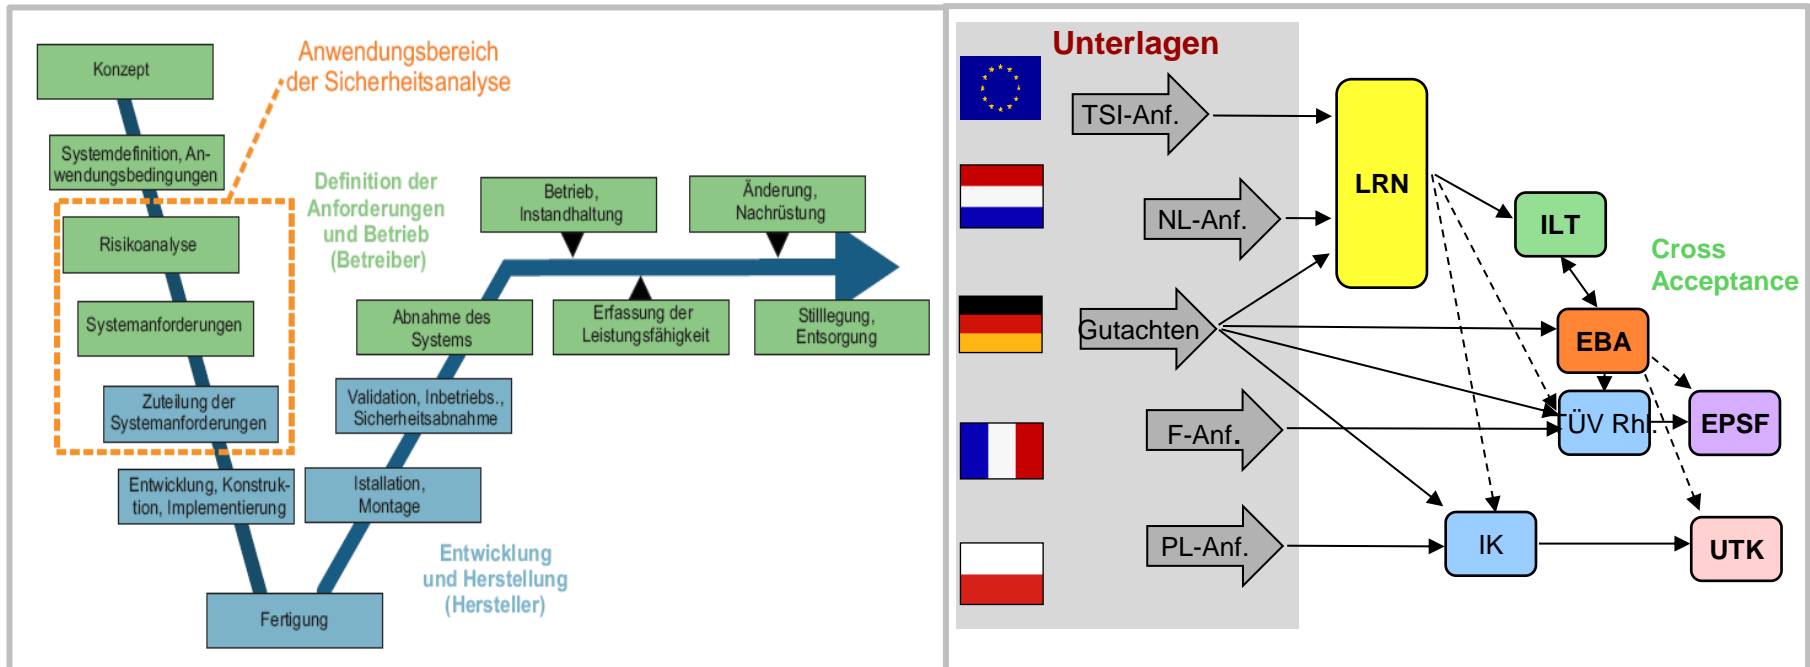 Konzept
Anwendungsbereich
der Sicherheitsanalyse
Systemdefinition, An-
wendungsbedingungen
Risikoanalyse
Systemanforderungen
Zuteilung der
Systemanforderungen
Entwicklung, Konstruk-
tion, Implementierung
Fertigung
Istallation,
Montage
Validation, Inbetriebs.,
Sicherheitsabnahme
Abnahme des
Systems
Definition der
Anforderungen
und Betrieb
(Betreiber)
Betrieb,
Instandhaltung
Änderung,
Nachrüstung
Erfassung der
Leistungsfähigkeit
Stilllegung,
Entsorgung
Entwicklung
und Herstellung
(Hersteller)
Unterlagen
TSI-Anf.
NL-Anf.
Gutachten
F-Anf.
PL-Anf.
LRN
ILT
Cross
Acceptance
EBA
ÜV Rhl.
EPSF
IK
UTK